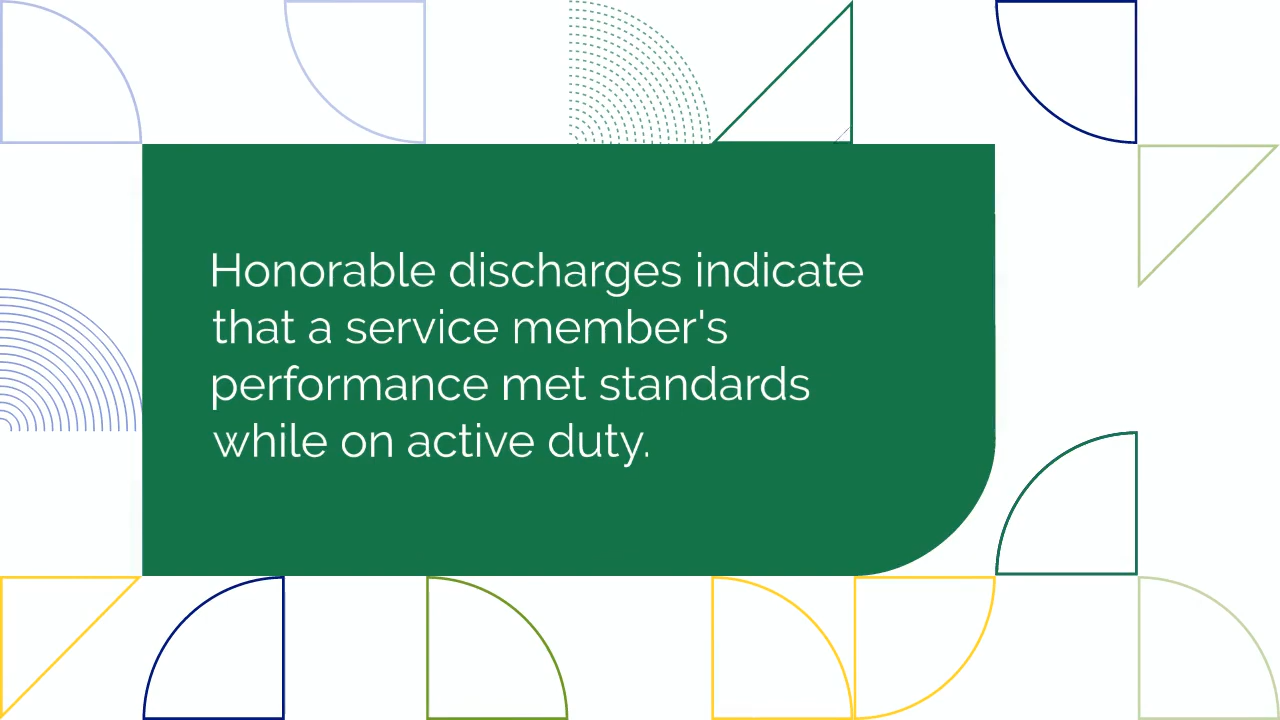 Honorable discharges indicate
that a service member's
performance met standards
while on active duty.